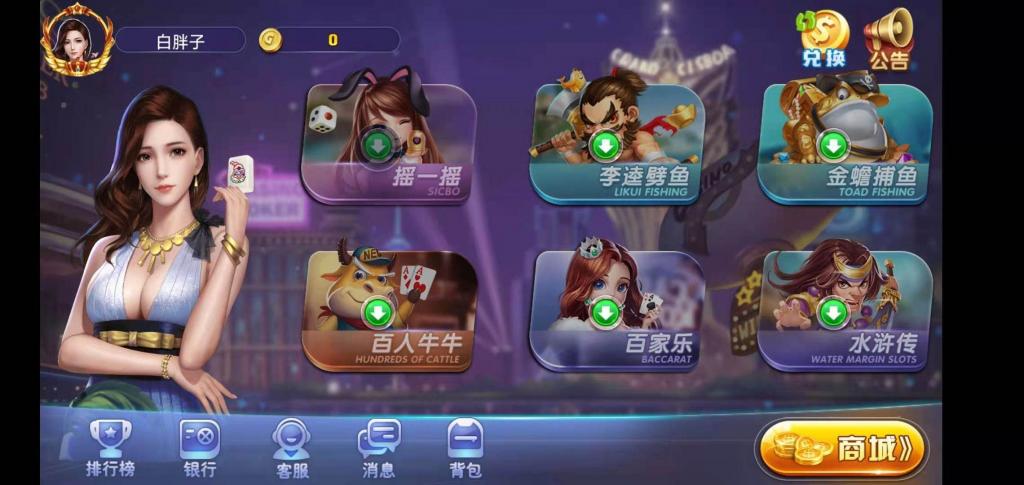 白胖子
0
兑换
公告
GRAND LISBOA
摇一摇
SICBO
李逵劈鱼
LIKUI FISHING
金蟾捕鱼
TOAD FISHING
百人牛牛
HUNDREDS OF CATTLE
百家乐
BACCARAT
水浒传
WATER MARGIN SLOTS
排行榜
银行
客服
消息
背包
商城》